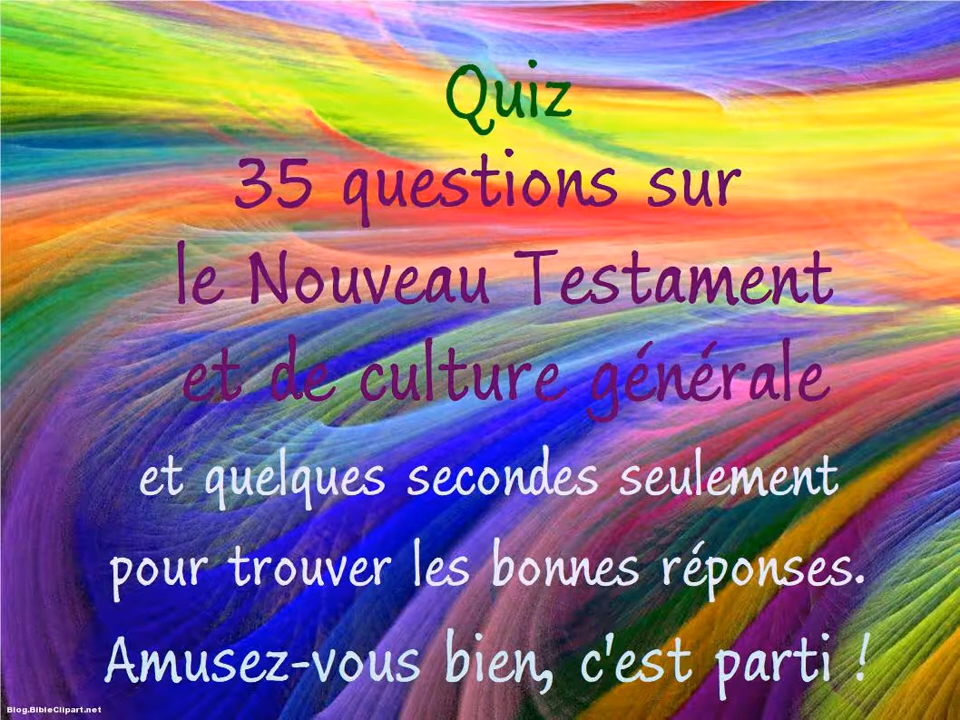 Quiz
35 questions sur
le Nouveau Testament
et de culture générale
et quelques secondes seulement
pour trouver les bonnes réponses.
Amusez-vous bien, c'est parti !
Blog.BibleClipart.net